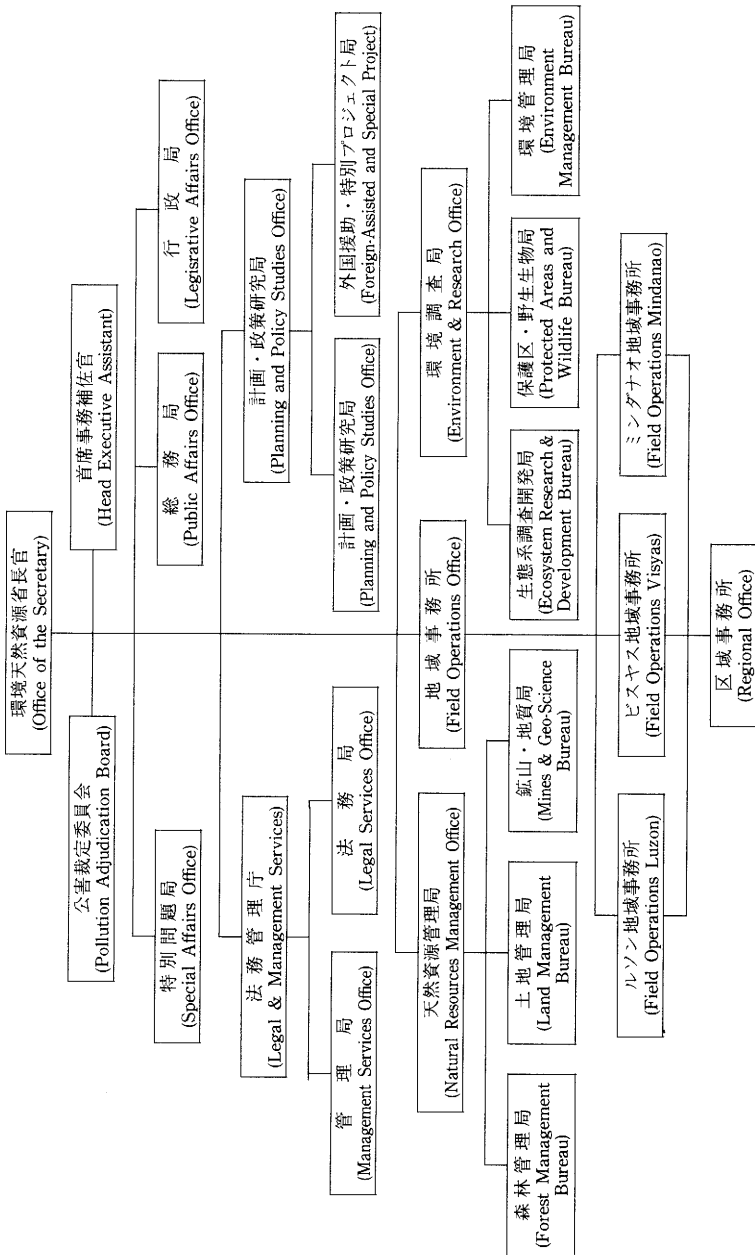 環境天然資源省長官
(Office of the Secretary)
公害裁定委員会
(Pollution Adjudication Board)
首席事務補佐官
(Head Executive Assistant)
特別問題局
(Special Affairs Office)
総務局
(Public Affairs Office)
行政局
(Legisrative Affairs Office)
法務管理庁
(Legal & Management Services)
計画・政策研究局
(Planning and Policy Studies Office)
管理局
(Management Services Office)
法務局
(Legal Services Office)
計画・政策研究局
(Planning and Policy Studies Office)
外国援助・特別プロジェクト局
(Foreign-Assisted and Special Project)
天然資源管理局
(Natural Resources Management Office)
地域事務所
(Field Operations Office)
環境調査局
(Environment & Research Office)
森林管理局
(Forest Management
Bureau)
土地管理局
(Land Management
Bureau)
鉱山・地質局
(Mines & Geo-Science
Bureau)
生態系調査開発局
(Ecosystem Research &
Development Bureau)
保護区・野生生物局
(Protected Areas and
Wildlife Bureau)
環境管理局
(Environment
Management Bureau)
ルソン地域事務所
(Field Operations Luzon)
ビスヤス地域事務所
(Field Operations Visyas)
ミンダナオ地域事務所
(Field Operations Mindanao)
区域事務所
(Regional Office)